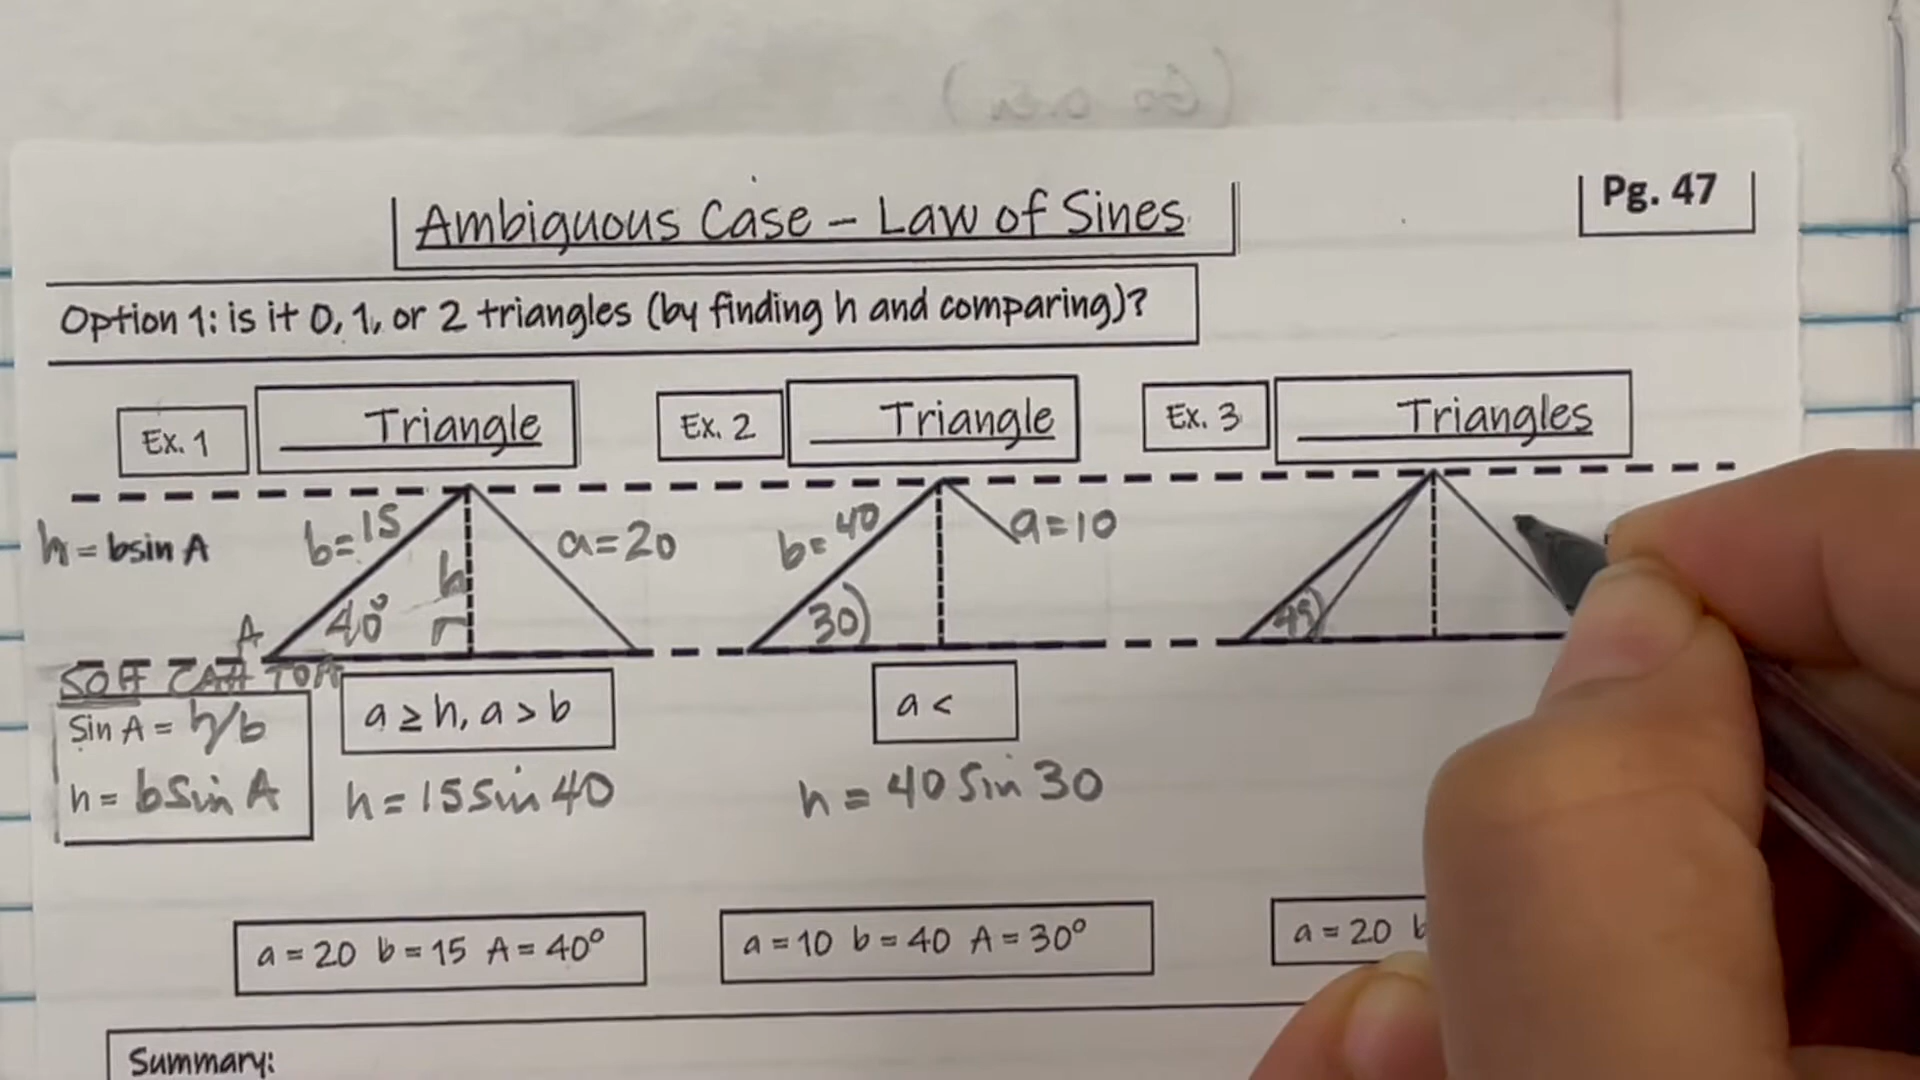 Ambiguous Case – Law of Sines
Pg. 47
Option 1: is it 0, 1, or 2 triangles (by finding h and comparing)?
Ex. 1
Triangle
Ex. 2
Triangle
Ex. 3
Triangles
h = bsin A
b=15
a=20
h
40°
A
b=40
a=10
30
45
SOH CAH TOA
Sin A = h/b
h = bsin A
a ≥ h, a > b
a <
h=15sin 40
h = 40 sin 30
a = 20 b = 15 A = 40°
a = 10 b = 40 A = 30°
a = 20 b
Summary: